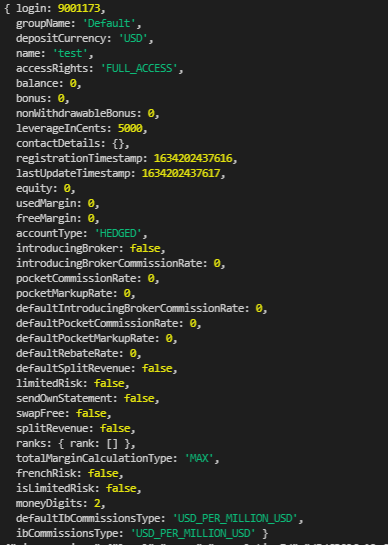 { login: 9001173,
groupName: 'Default',
depositCurrency: 'USD',
name: 'test',
accessRights: 'FULL_ACCESS',
balance: 0,
bonus: 0,
nonWithdrawableBonus: 0,
leverageInCents: 5000,
contactDetails: {},
registrationTimestamp: 1634202437616,
lastUpdateTimestamp: 1634202437617,
equity: 0,
usedMargin: 0,
freeMargin: 0,
accountType: 'HEDGED',
introducingBroker: false,
introducingBrokerCommissionRate: 0,
pocketCommissionRate: 0,
pocketMarkupRate: 0,
defaultIntroducingBrokerCommissionRate: 0,
defaultPocketCommissionRate: 0,
defaultPocketMarkupRate: 0,
defaultRebateRate: 0,
defaultSplitRevenue: false,
limitedRisk: false,
sendOwnStatement: false,
swapFree: false,
splitRevenue: false,
ranks: { rank: [] },
totalMarginCalculationType: 'MAX',
frenchRisk: false,
isLimitedRisk: false,
moneyDigits: 2,
defaultIbCommissionsType: 'USD_PER_MILLION_USD',
ibCommissionsType: 'USD_PER_MILLION_USD' }